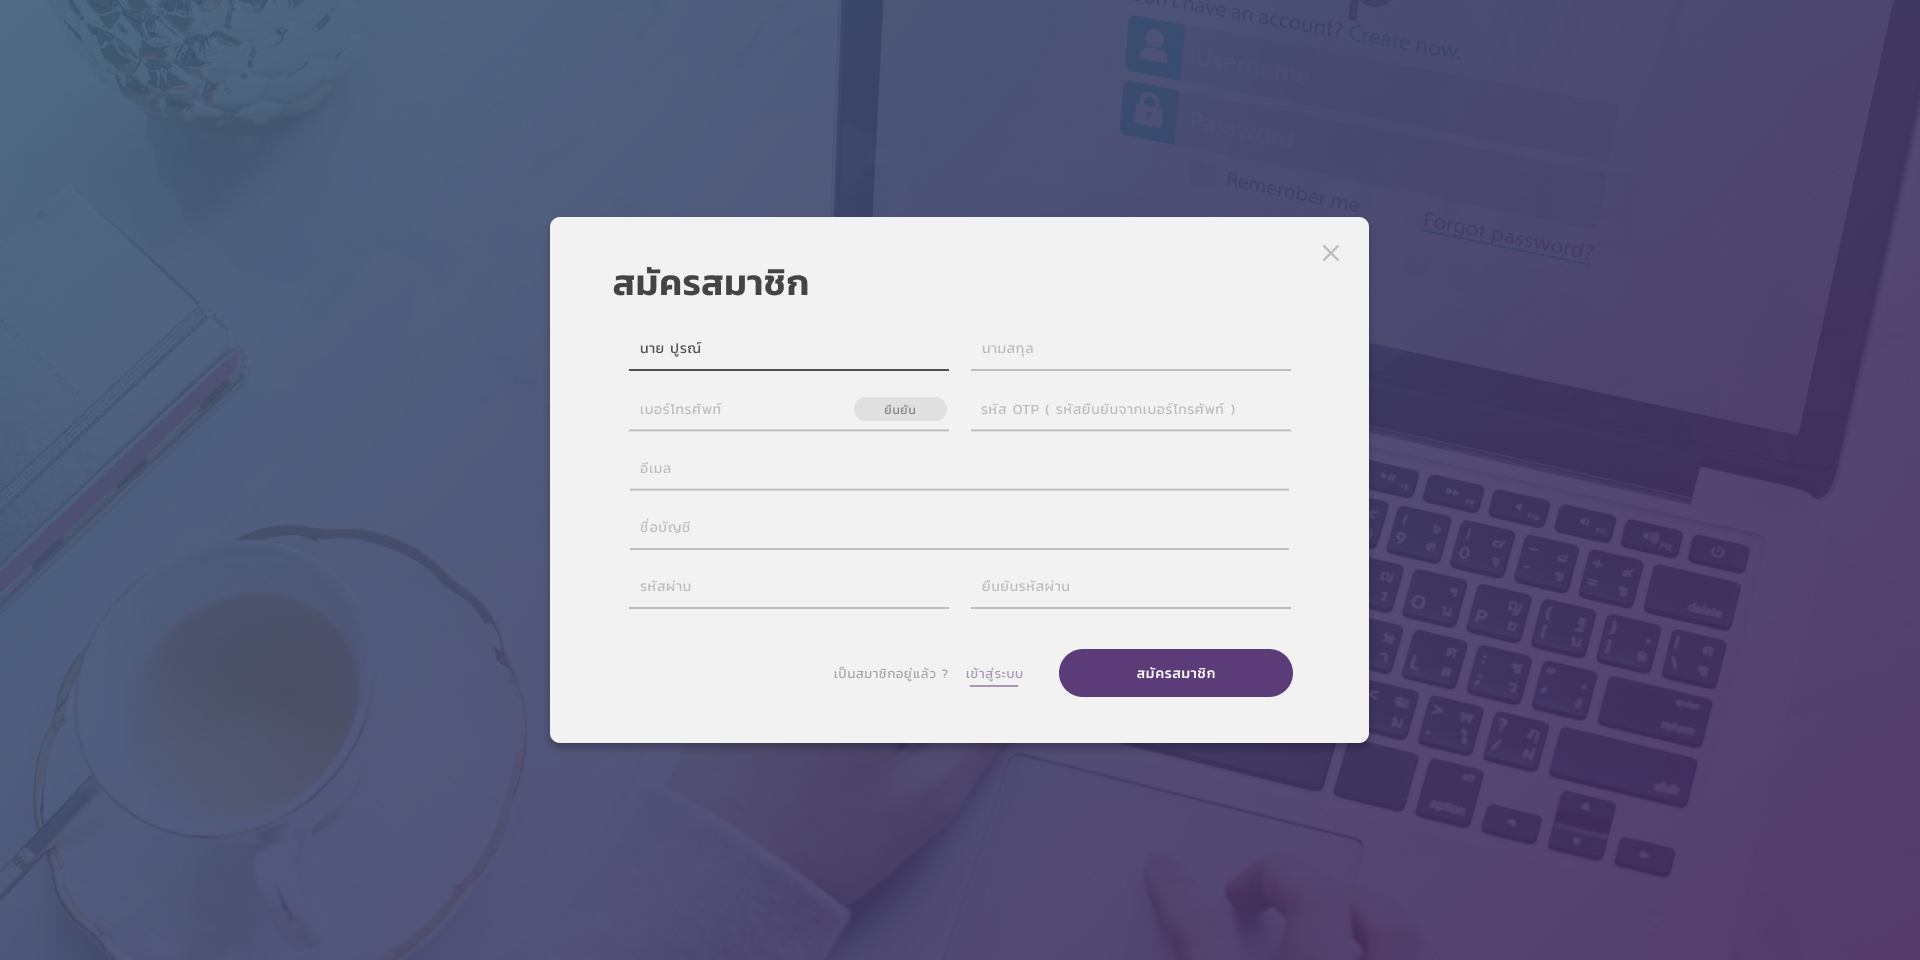 Don't have an account? Create now.
Username
Password
Remember me
Forgot password?
สมัครสมาชิก
นาย ปูรณ์
นามสกุล
เบอร์โทรศัพท์ ยืนยัน
รหัส OTP ( รหัสยืนยันจากเบอร์โทรศัพท์ )
อีเมล
ชื่อบัญชี
รหัสผ่าน
ยืนยันรหัสผ่าน
เป็นสมาชิกอยู่แล้ว ? เข้าสู่ระบบ
สมัครสมาชิก
delete
enter
return
shift
option